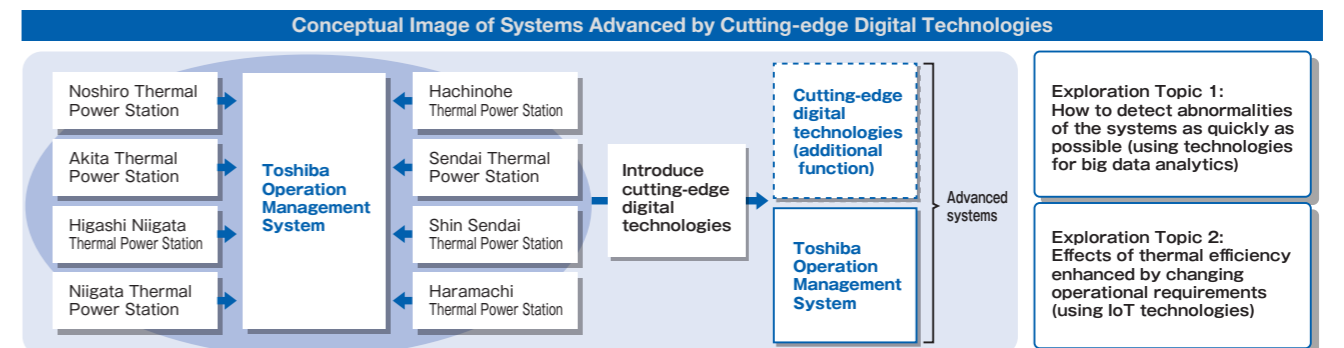 Conceptual Image of Systems Advanced by Cutting-edge Digital Technologies
Noshiro Thermal
Power Station
Akita Thermal
Power Station
Higashi Niigata
Thermal Power Station
Niigata Thermal
Power Station
Toshiba
Operation
Management
System
Hachinohe
Thermal Power Station
Sendai Thermal
Power Station
Shin Sendai
Thermal Power Station
Haramachi
Thermal Power Station
Introduce
cutting-edge
digital
technologies
Cutting-edge
digital
technologies
(additional
function)
Toshiba
Operation
Management
System
Advanced
systems
Exploration Topic 1:
How to detect abnormalities
of the systems as quickly as
possible (using technologies
for big data analytics)
Exploration Topic 2:
Effects of thermal efficiency
enhanced by changing
operational requirements
(using IoT technologies)